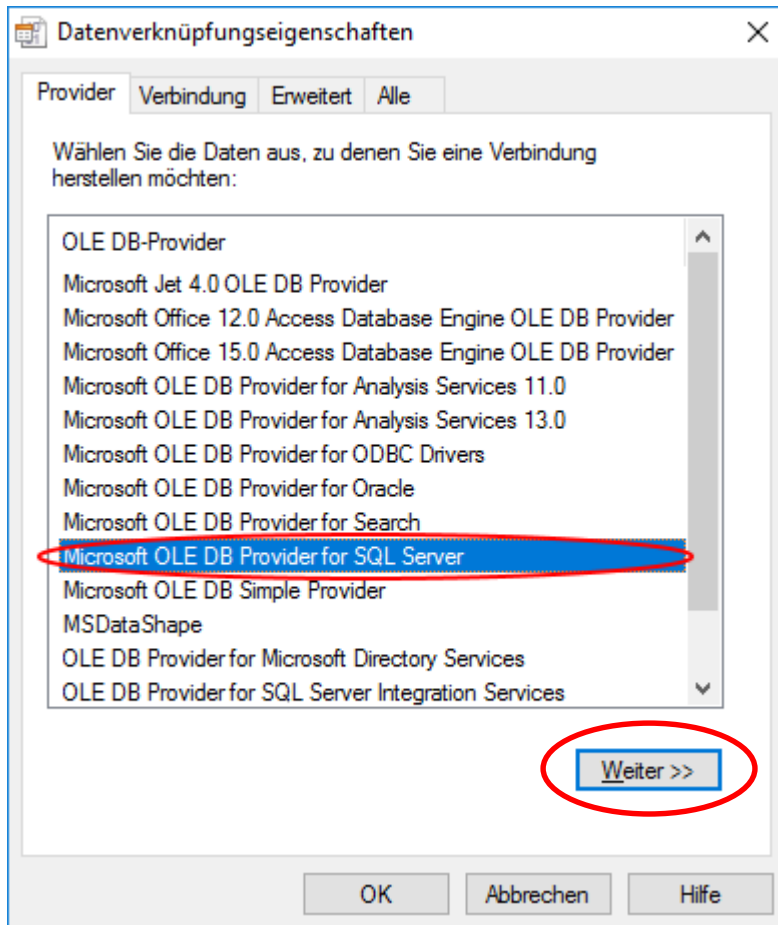 Datenverknüpfungseigenschaften
Provider Verbindung Erweitert Alle
Wählen Sie die Daten aus, zu denen Sie eine Verbindung
herstellen möchten:
OLE DB-Provider
Microsoft Jet 4.0 OLE DB Provider
Microsoft Office 12.0 Access Database Engine OLE DB Provider
Microsoft Office 15.0 Access Database Engine OLE DB Provider
Microsoft OLE DB Provider for Analysis Services 11.0
Microsoft OLE DB Provider for Analysis Services 13.0
Microsoft OLE DB Provider for ODBC Drivers
Microsoft OLE DB Provider for Oracle
Microsoft OLE DB Provider for Search
Microsoft OLE DB Provider for SQL Server
Microsoft OLE DB Simple Provider
MSDataShape
OLE DB Provider for Microsoft Directory Services
OLE DB Provider for SQL Server Integration Services
Weiter >>
OK Abbrechen Hilfe